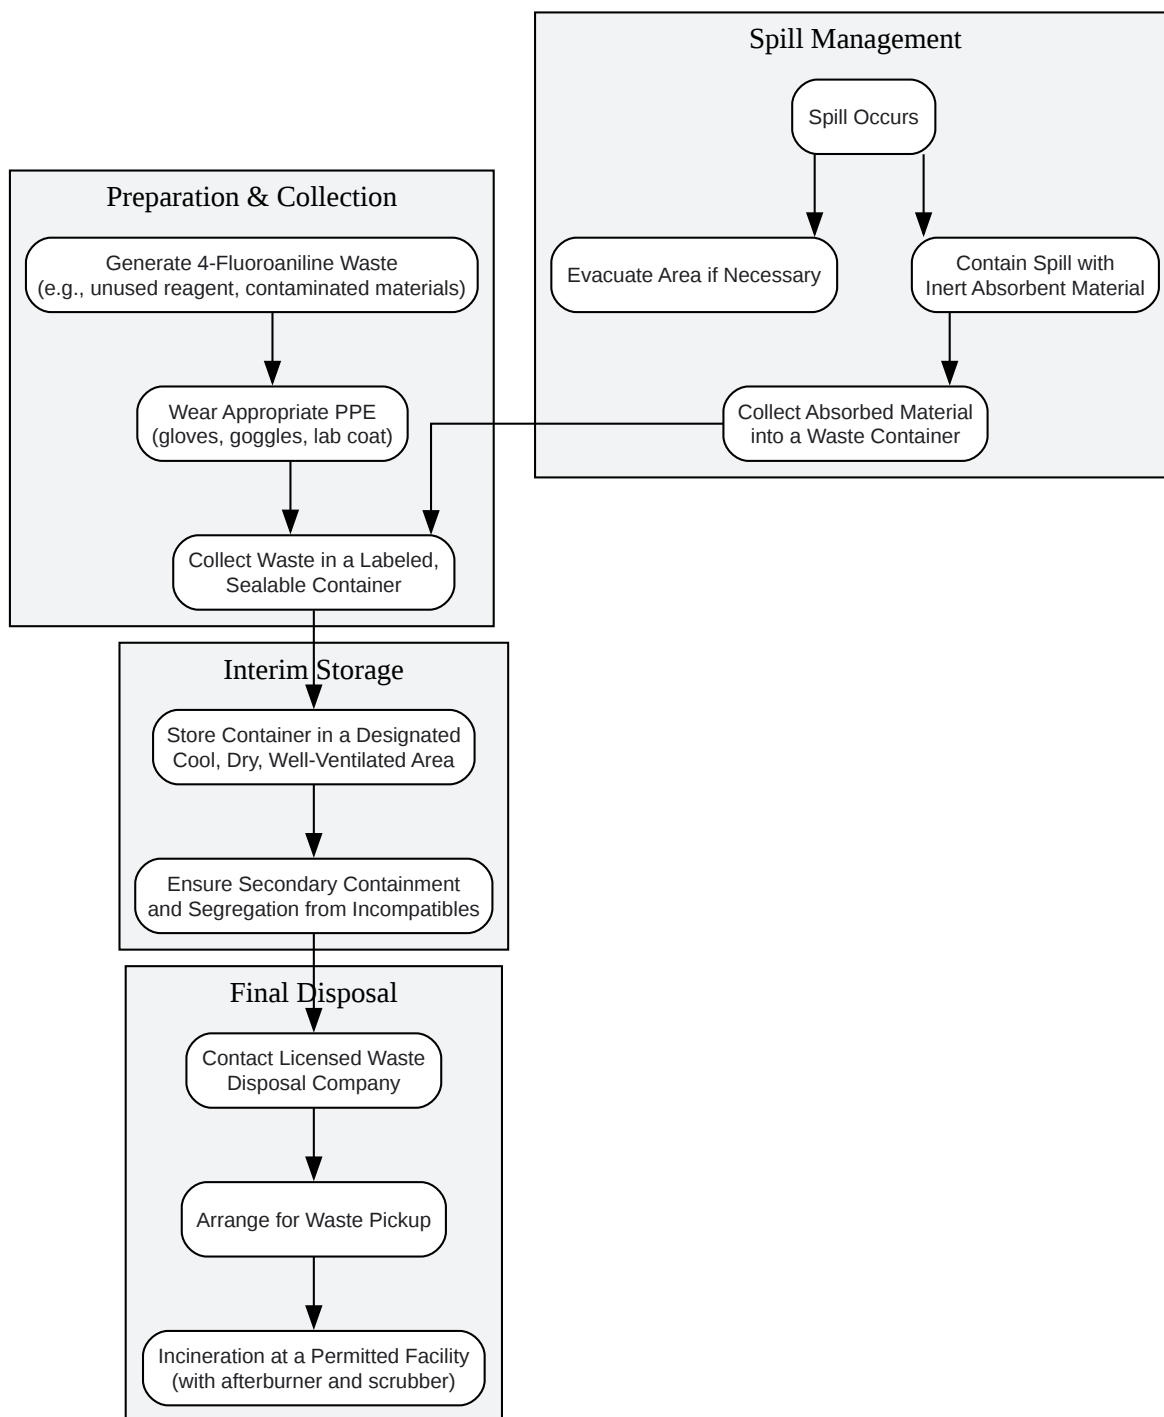 Spill Management
Spill Occurs
Evacuate Area if Necessary
Contain Spill with
Inert Absorbent Material
Collect Absorbed Material
into a Waste Container
Preparation & Collection
Generate 4-Fluoroaniline Waste
(e.g., unused reagent, contaminated materials)
Wear Appropriate PPE
(gloves, goggles, lab coat)
Collect Waste in a Labeled,
Sealable Container
Interim Storage
Store Container in a Designated
Cool, Dry, Well-Ventilated Area
Ensure Secondary Containment
and Segregation from Incompatibles
Final Disposal
Contact Licensed Waste
Disposal Company
Arrange for Waste Pickup
Incineration at a Permitted Facility
(with afterburner and scrubber)